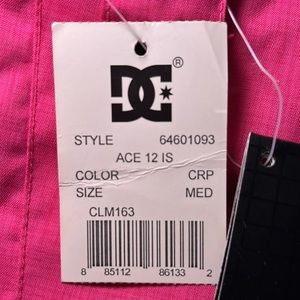 DC®
STYLE 64601093
ACE 12 IS
COLOR CRP
SIZE MED
CLM163
8 85112 86133 2